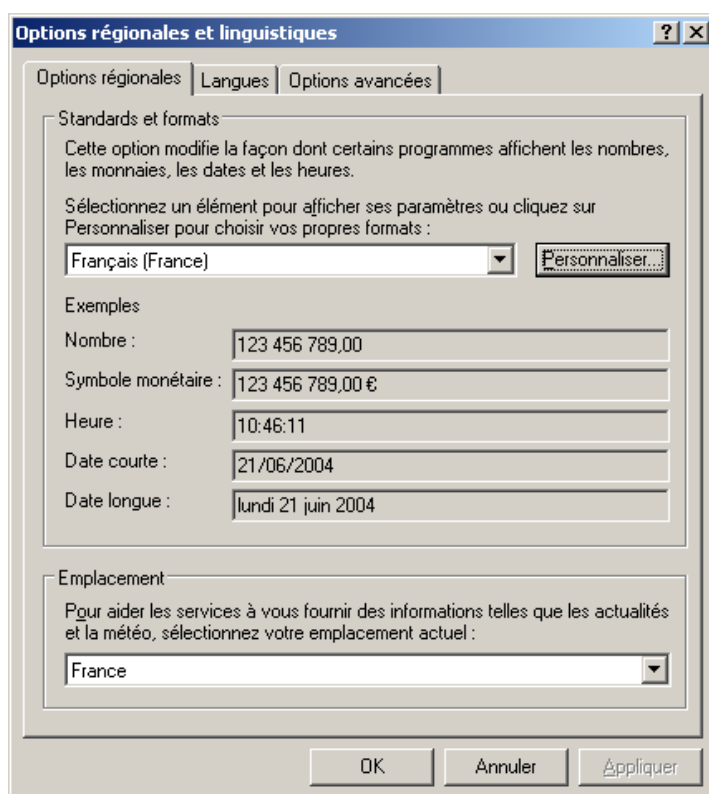 Options régionales et linguistiques
Options régionales Langues Options avancées
Standards et formats
Cette option modifie la façon dont certains programmes affichent les nombres,
les monnaies, les dates et les heures.
Sélectionnez un élément pour afficher ses paramètres ou cliquez sur
Personnaliser pour choisir vos propres formats :
Français (France) Personnaliser...
Exemples
Nombre : 123 456 789,00
Symbole monétaire : 123 456 789,00 €
Heure : 10:46:11
Date courte : 21/06/2004
Date longue : lundi 21 juin 2004
Emplacement
Pour aider les services à vous fournir des informations telles que les actualités
et la météo, sélectionnez votre emplacement actuel :
France
OK Annuler Appliquer